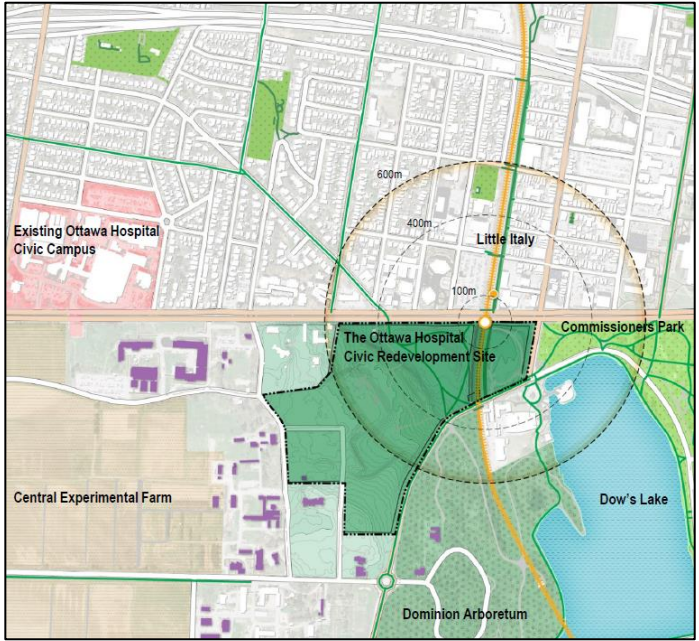 600m
400m
Existing Ottawa Hospital
Civic Campus
Little Italy
100m
The Ottawa Hospital
Civic Redevelopment Site
Commissioners Park
Central Experimental Farm
Dow's Lake
Dominion Arboretum